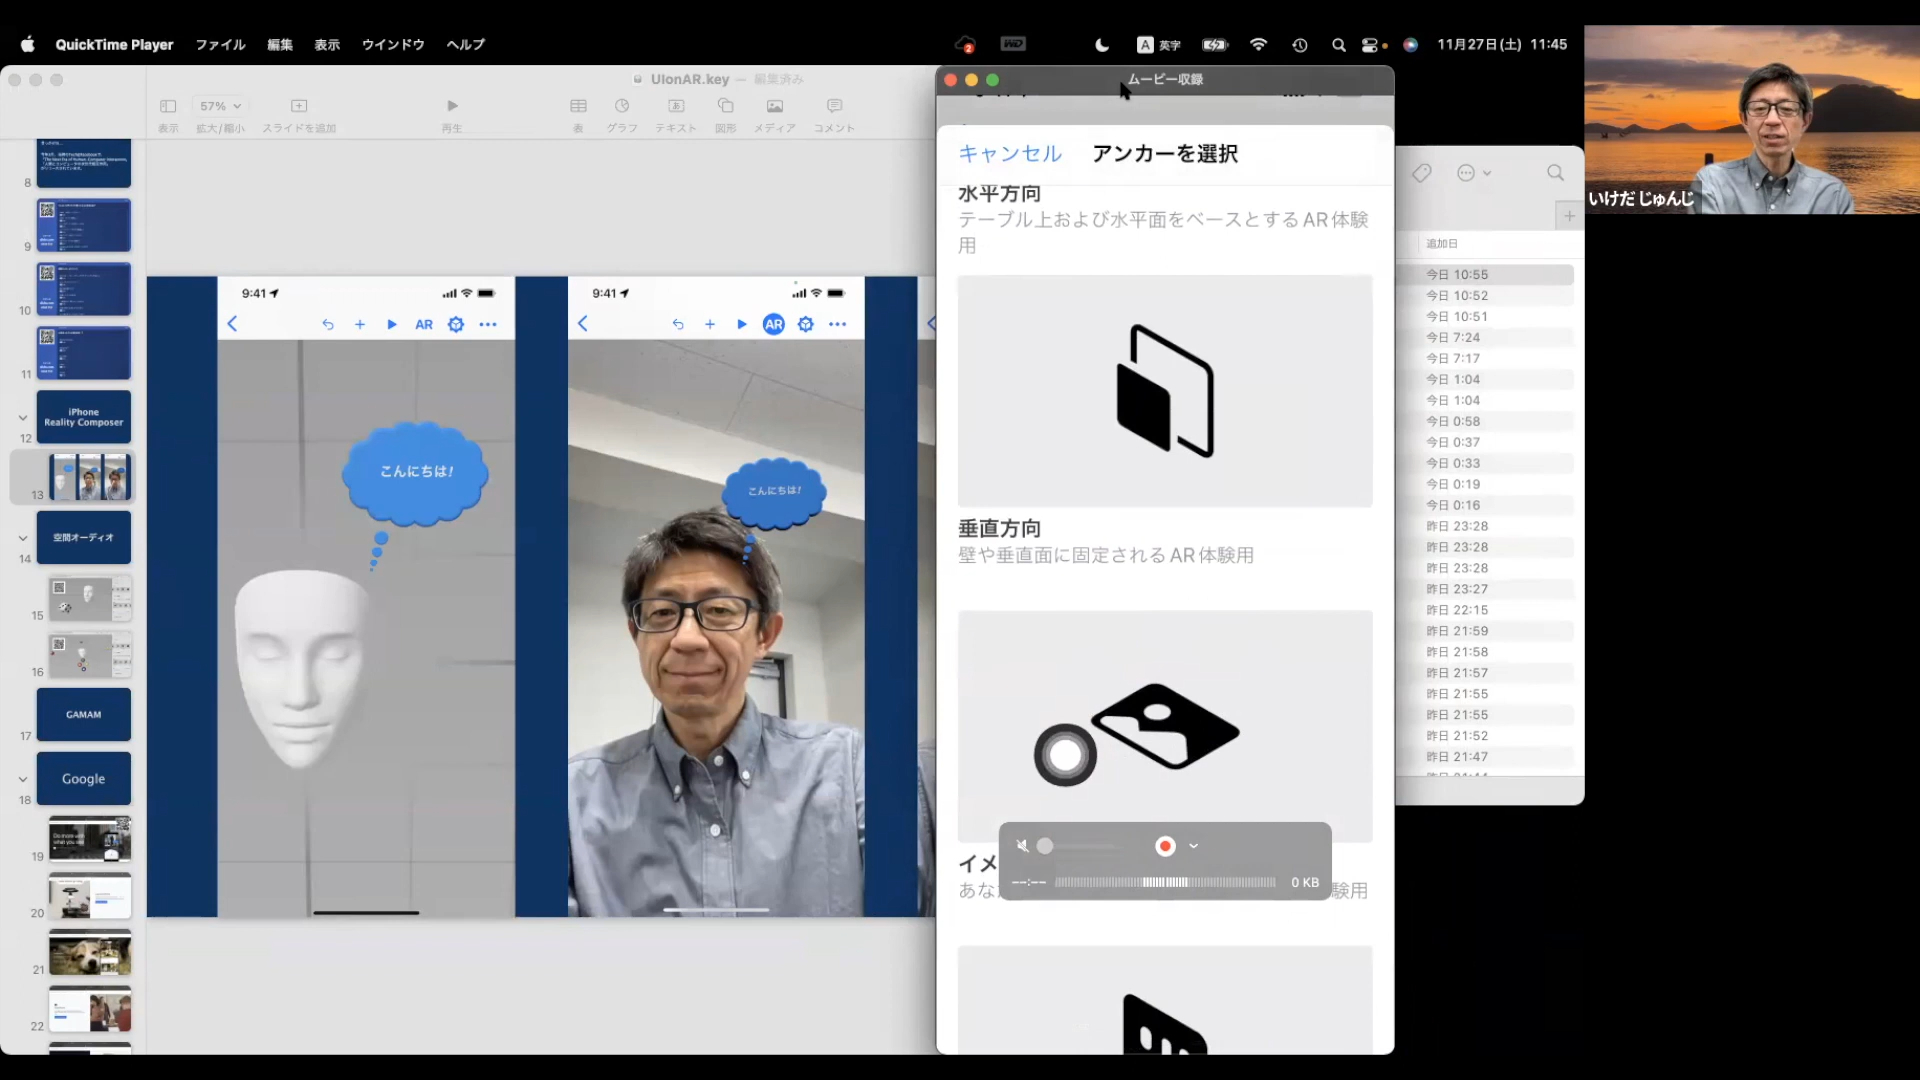 QuickTime Player ファイル 編集 表示 ウインドウ ヘルプ
2 WD A 英字 11月27日(土) 11:45
UIonAR.key — 編集済み
57%
表示 拡大/縮小 スライドを追加 再生 表 グラフ テキスト 図形 メディア コメント
8
9
10
11
iPhone
Reality Composer
12
13
空間オーディオ
14
15
16
GAMAM
17
Google
18
19
20
21
22
9:41
AR
こんにちは!
9:41
AR
こんにちは!
ムービー収録
キャンセル アンカーを選択
水平方向
テーブル上および水平面をベースとするAR体験
用
垂直方向
壁や垂直面に固定されるAR体験用
イメ
あな
験用
--:-- 0 KB
追加日
今日 10:55
今日 10:52
今日 10:51
今日 7:24
今日 7:17
今日 1:04
今日 1:04
今日 0:58
今日 0:37
今日 0:33
今日 0:19
今日 0:16
昨日 23:28
昨日 23:28
昨日 23:28
昨日 23:27
昨日 22:15
昨日 21:59
昨日 21:58
昨日 21:57
昨日 21:55
昨日 21:55
昨日 21:52
昨日 21:47
いけだ じゅんじ